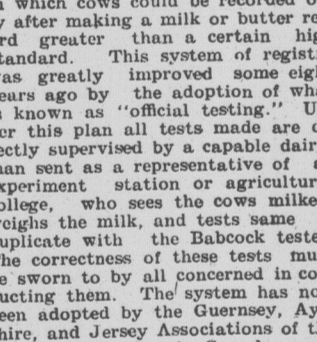 which cows could be recorded o
y after making a milk or butter re
rd greater than a certain hig
tandard. This system of regist
as greatly improved some eigh
ears ago by the adoption of wha
s known as "official testing." U
er this plan all tests made are d
ectly supervised by a capable dair
nan sent as a representative of a
xperiment station or agricultur
ollege, who sees the cows milke
eighs the milk, and tests same
uplicate with the Babcock teste
he correctness of these tests mu
e sworn to by all concerned in co
ucting them. The system has no
een adopted by the Guernsey, Ay
hire, and Jersey Associations of t